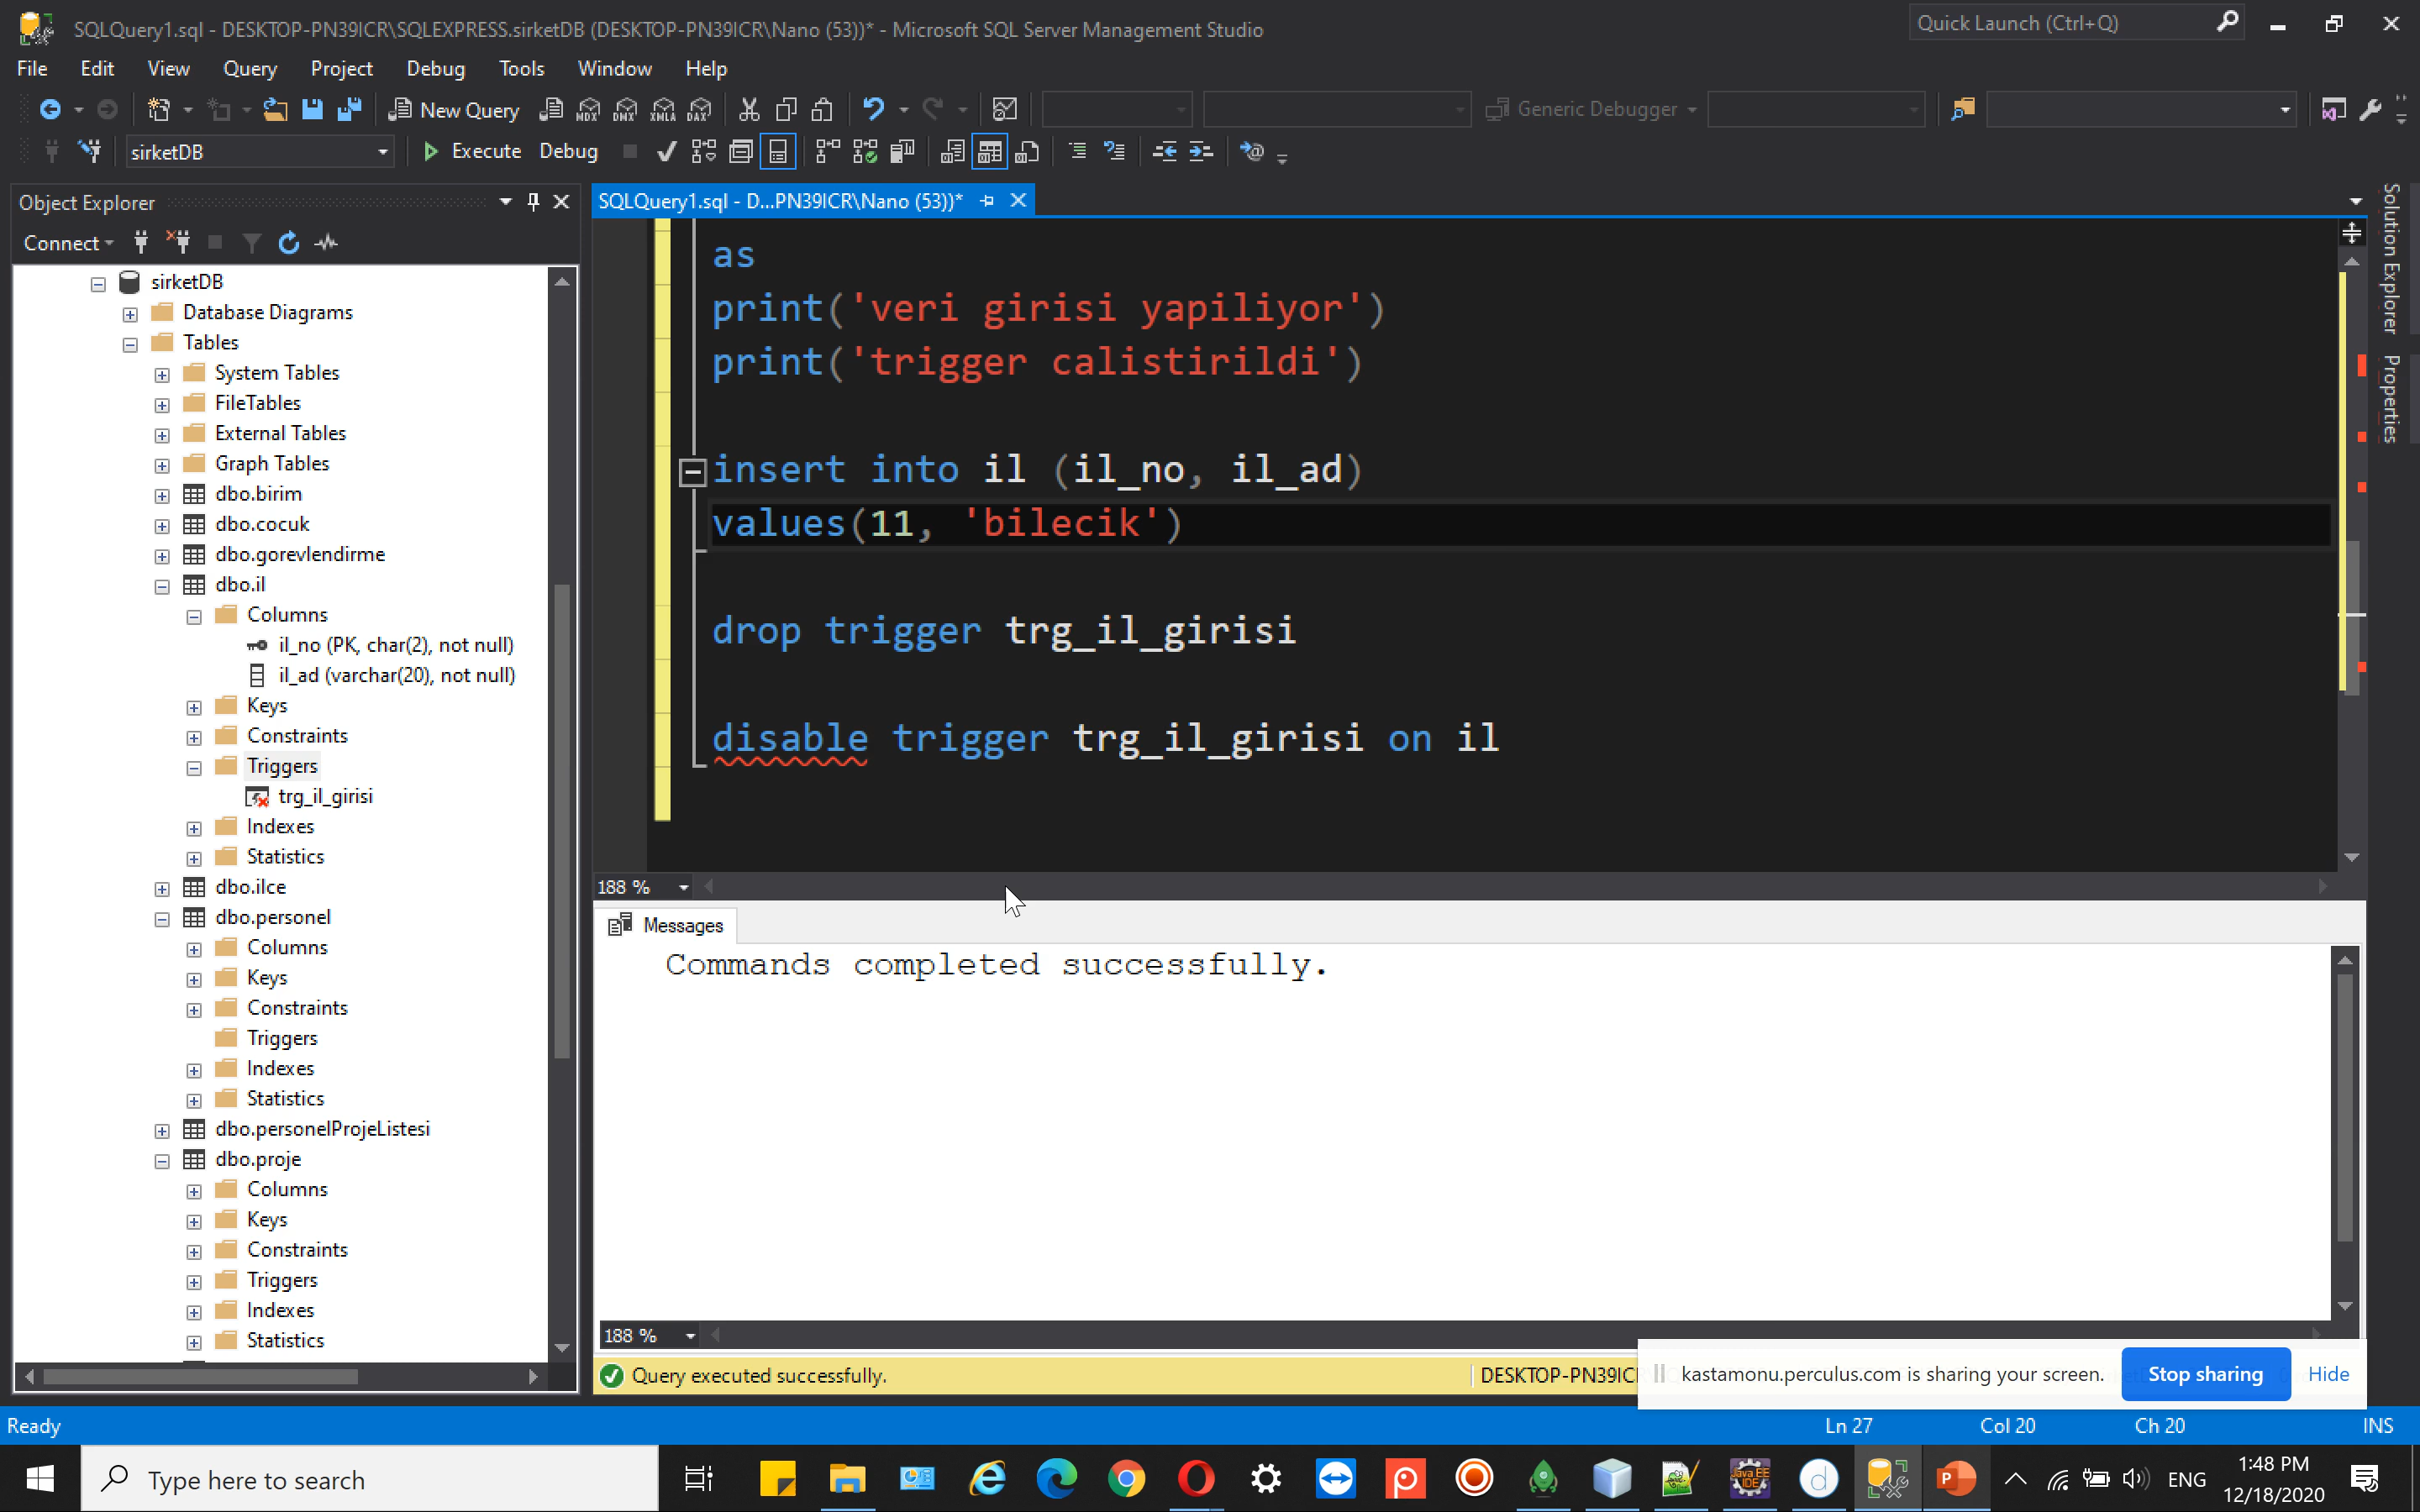 SQLQuery1.sql - DESKTOP-PN39ICR\SQLEXPRESS.sirketDB (DESKTOP-PN39ICR\Nano (53))* - Microsoft SQL Server Management Studio
Quick Launch (Ctrl+Q)
File Edit View Query Project Debug Tools Window Help
New Query
MDX DMX XMLA DAX
Generic Debugger
sirketDB
Execute Debug
Object Explorer
Connect
sirketDB
Database Diagrams
Tables
System Tables
FileTables
External Tables
Graph Tables
dbo.birim
dbo.cocuk
dbo.gorevlendirme
dbo.il
Columns
il_no (PK, char(2), not null)
il_ad (varchar(20), not null)
Keys
Constraints
Triggers
trg_il_girisi
Indexes
Statistics
dbo.ilce
dbo.personel
Columns
Keys
Constraints
Triggers
Indexes
Statistics
dbo.personelProjeListesi
dbo.proje
Columns
Keys
Constraints
Triggers
Indexes
Statistics
SQLQuery1.sql - D...PN39ICR\Nano (53))*
as
print('veri girisi yapiliyor')
print('trigger calistirildi')
insert into il (il_no, il_ad)
values(11, 'bilecik')
drop trigger trg_il_girisi
disable trigger trg_il_girisi on il
188 %
Messages
Commands completed successfully.
188 %
Query executed successfully.
DESKTOP-PN39IC
kastamonu.perculus.com is sharing your screen.
Stop sharing
Hide
Solution Explorer
Properties
Ready
Ln 27
Col 20
Ch 20
INS
Type here to search
Java EE
IDE
ENG
1:48 PM
12/18/2020